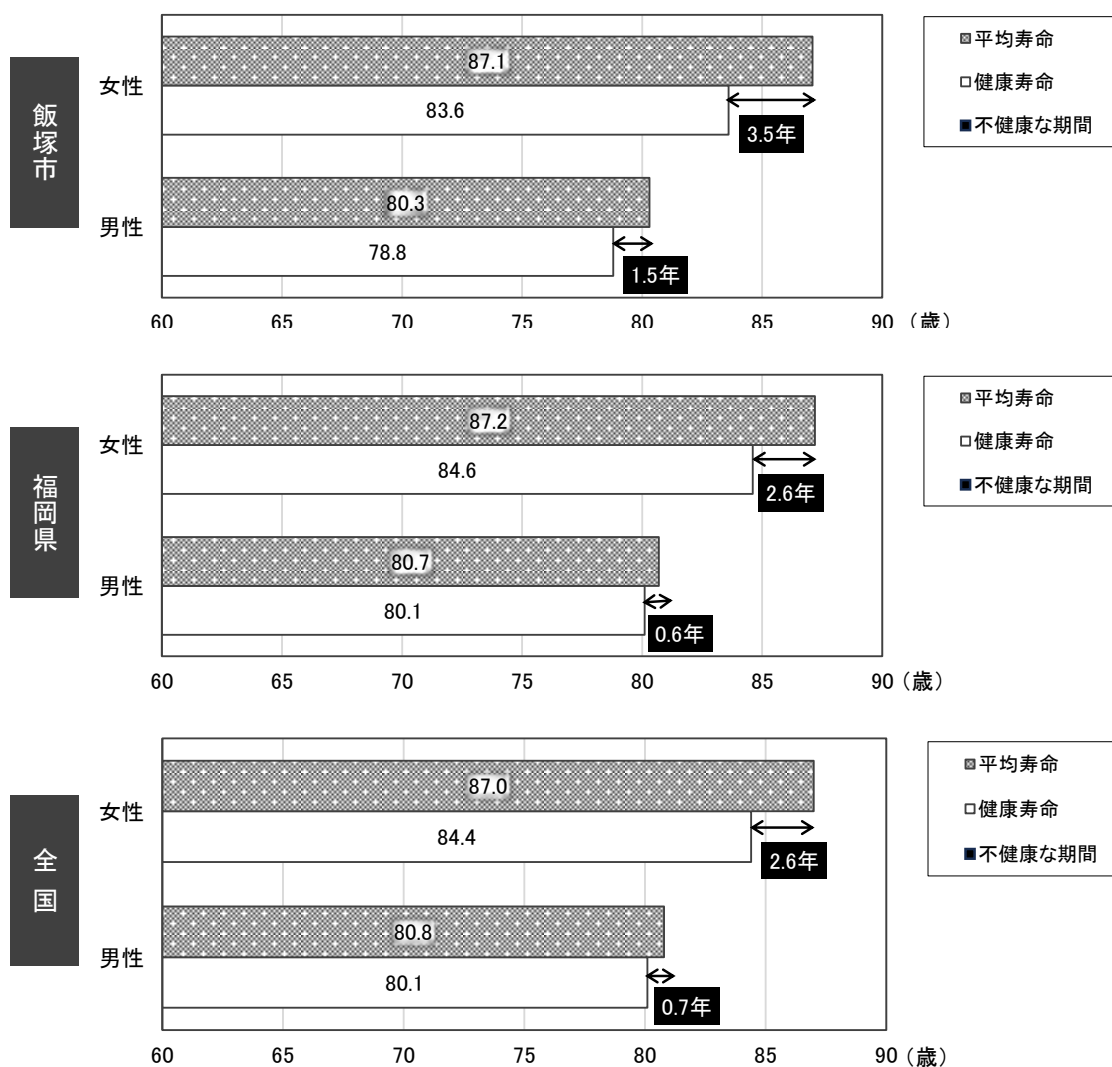 飯塚市
女性
87.1
83.6
3.5年
男性
80.3
78.8
1.5年
60 65 70 75 80 85 90 (歳)
■平均寿命
□健康寿命
■不健康な期間
福岡県
女性
87.2
84.6
2.6年
男性
80.7
80.1
0.6年
60 65 70 75 80 85 90 (歳)
■平均寿命
□健康寿命
■不健康な期間
全国
女性
87.0
84.4
2.6年
男性
80.8
80.1
0.7年
60 65 70 75 80 85 90 (歳)
■平均寿命
□健康寿命
■不健康な期間